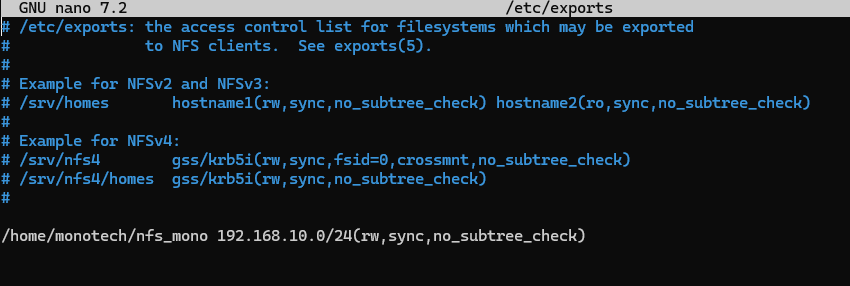 GNU nano 7.2 /etc/exports
# /etc/exports: the access control list for filesystems which may be exported
# to NFS clients. See exports(5).
#
# Example for NFSv2 and NFSv3:
# /srv/homes hostname1(rw,sync,no_subtree_check) hostname2(ro,sync,no_subtree_check)
#
# Example for NFSv4:
# /srv/nfs4 gss/krb5i(rw,sync,fsid=0,crossmnt,no_subtree_check)
# /srv/nfs4/homes gss/krb5i(rw,sync,no_subtree_check)
#
/home/monotech/nfs_mono 192.168.10.0/24(rw,sync,no_subtree_check)